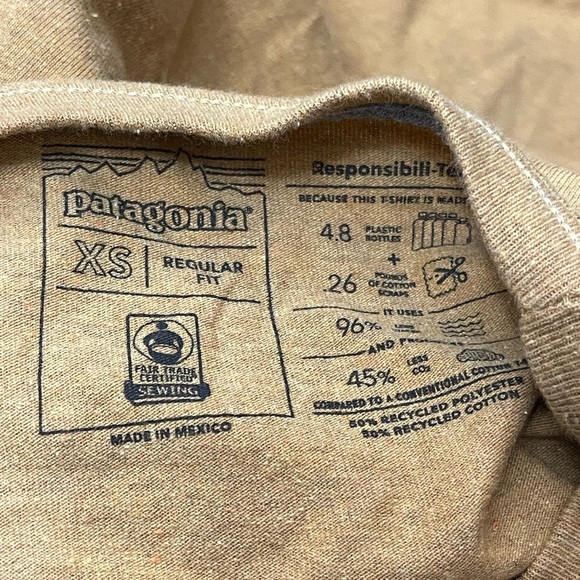 patagonia®
XS
REGULAR
FIT
FAIR TRADE
CERTIFIED
SEWING
MADE IN MEXICO
Responsibili-Te
BECAUSE THIS T-SHIRT IS MADE
4.8 PLASTIC
BOTTLES
+
.26 POUNDS
OF COTTON
SCRAPS
IT USES
96% LESS
AND
45% LESS
CO₂
COMPARED TO A CONVENTIONAL COTTON T-
50% RECYCLED POLYESTER
50% RECYCLED COTTON